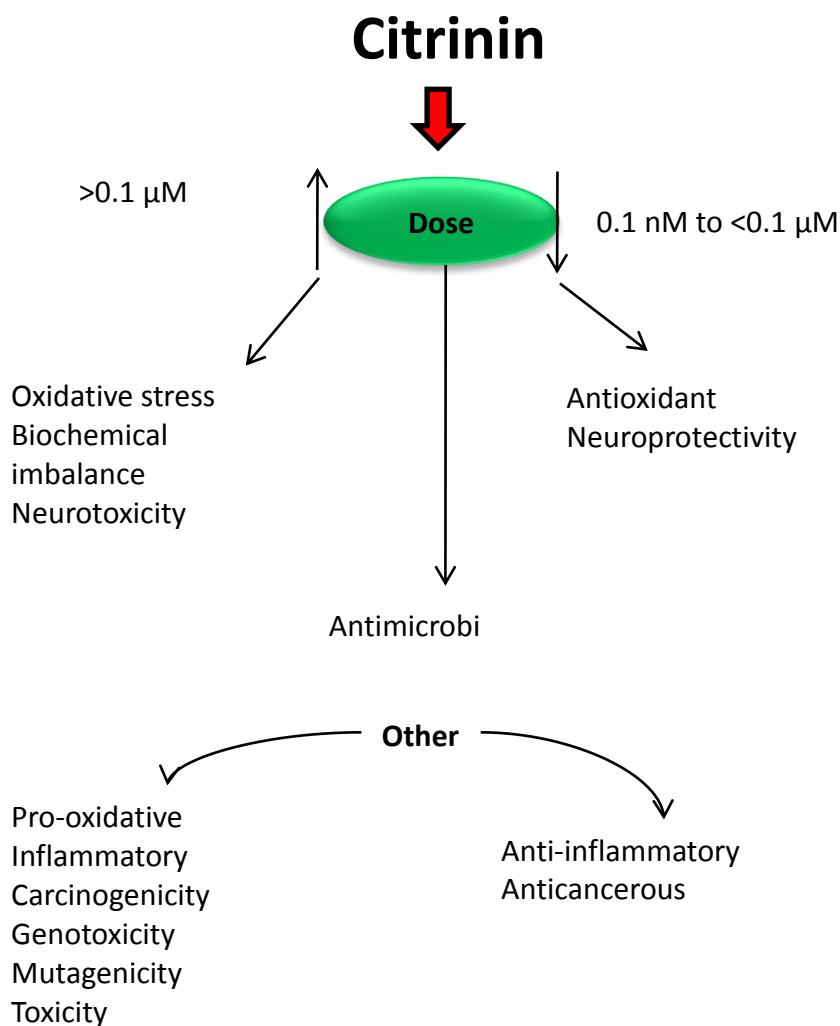 Citrinin
>0.1 µM
Dose
0.1 nM to <0.1 µM
Oxidative stress
Biochemical
imbalance
Neurotoxicity
Antioxidant
Neuroprotectivity
Antimicrobi
Other
Pro-oxidative
Inflammatory
Carcinogenicity
Genotoxicity
Mutagenicity
Toxicity
Anti-inflammatory
Anticancerous